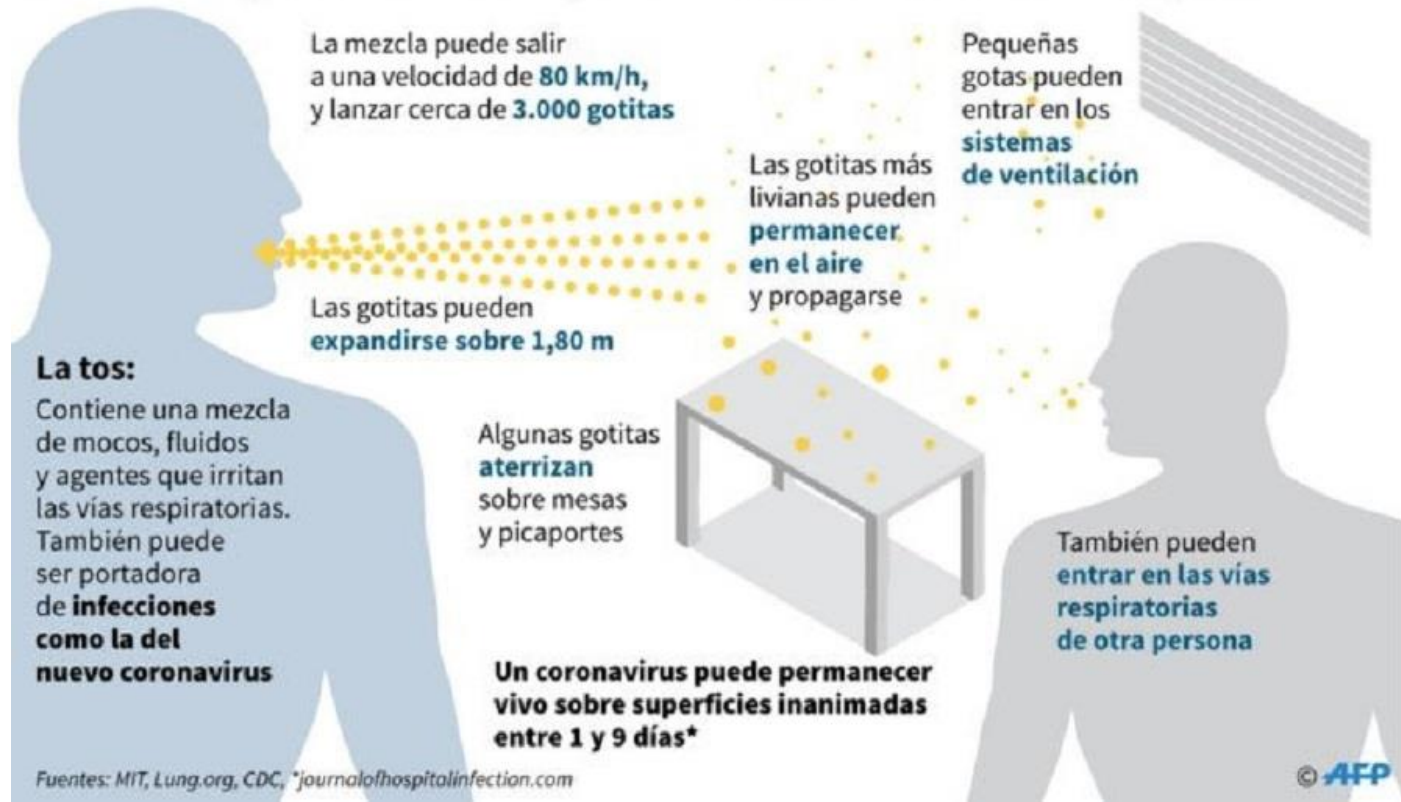 La mezcla puede salir
a una velocidad de 80 km/h,
y lanzar cerca de 3.000 gotitas
Pequeñas
gotas pueden
entrar en los
sistemas
de ventilación
Las gotitas más
livianas pueden
permanecer
en el aire
y propagarse
Las gotitas pueden
expandirse sobre 1,80 m
La tos:
Contiene una mezcla
de mocos, fluidos
y agentes que irritan
las vías respiratorias.
También puede
ser portadora
de infecciones
como la del
nuevo coronavirus
Algunas gotitas
aterrizan
sobre mesas
y picaportes
También pueden
entrar en las vías
respiratorias
de otra persona
Un coronavirus puede permanecer
vivo sobre superficies inanimadas
entre 1 y 9 días*
Fuentes: MIT, Lung.org, CDC, *journalofhospitalinfection.com
© AFP